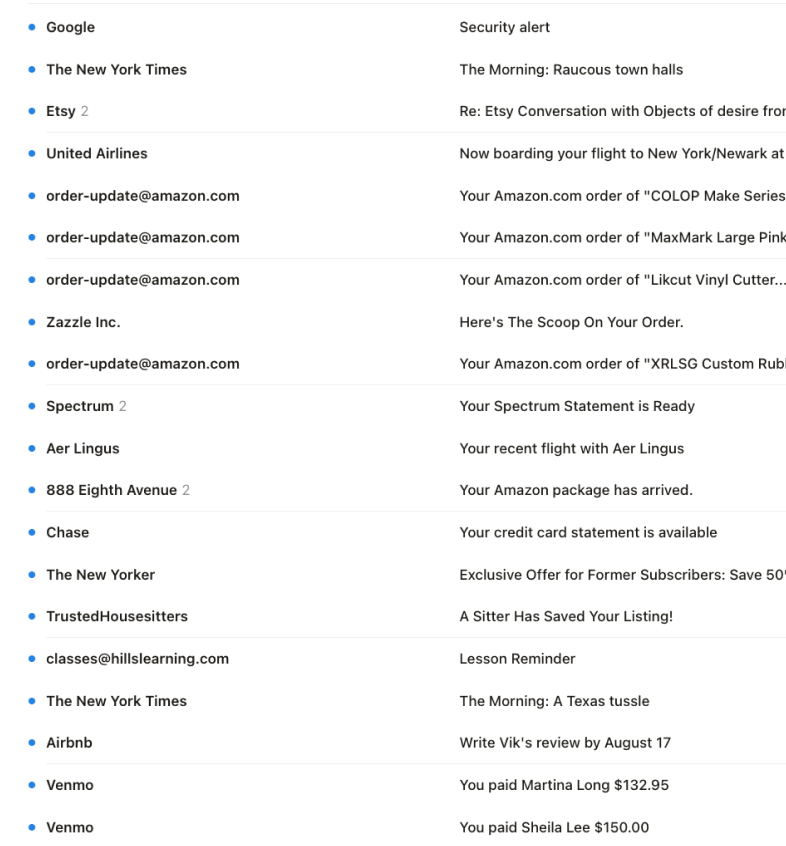 Google Security alert
The New York Times The Morning: Raucous town halls
Etsy 2 Re: Etsy Conversation with Objects of desire
United Airlines Now boarding your flight to New York/Newark at
order-update@amazon.com Your Amazon.com order of "COLOP Make Series
order-update@amazon.com Your Amazon.com order of "MaxMark Large Pink
order-update@amazon.com Your Amazon.com order of "Likcut Vinyl Cutter...
Zazzle Inc. Here's The Scoop On Your Order.
order-update@amazon.com Your Amazon.com order of "XRLSG Custom
Spectrum 2 Your Spectrum Statement is Ready
Aer Lingus Your recent flight with Aer Lingus
888 Eighth Avenue 2 Your Amazon package has arrived.
Chase Your credit card statement is available
The New Yorker Exclusive Offer for Former Subscribers: Save 50
TrustedHousesitters A Sitter Has Saved Your Listing!
classes@hillslearning.com Lesson Reminder
The New York Times The Morning: A Texas tussle
Airbnb Write Vik's review by August 17
Venmo You paid Martina Long $132.95
Venmo You paid Sheila Lee $150.00